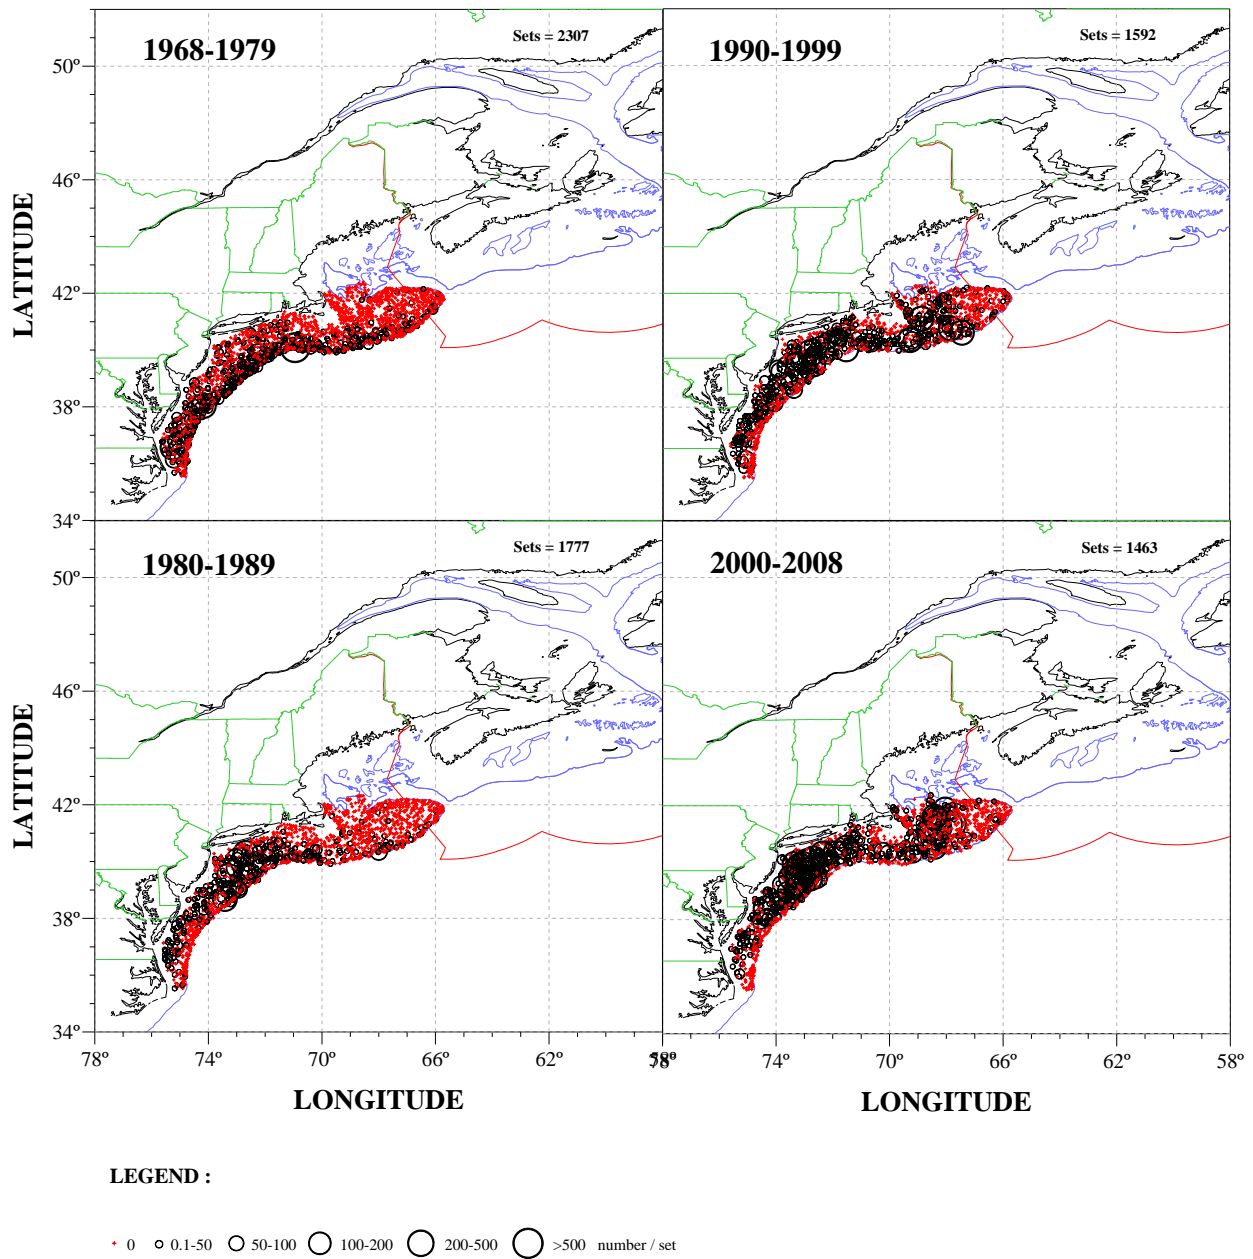 1968-1979
Sets = 2307
1990-1999
Sets = 1592
50º
46º
42º
38º
34º
LATITUDE
1980-1989
Sets = 1777
2000-2008
Sets = 1463
50º
46º
42º
38º
34º
LATITUDE
78º 74º 70º 66º 62º 58º
78º 74º 70º 66º 62º 58º
LONGITUDE
LONGITUDE
LEGEND :
0 0.1-50 50-100 100-200 200-500 >500 number / set